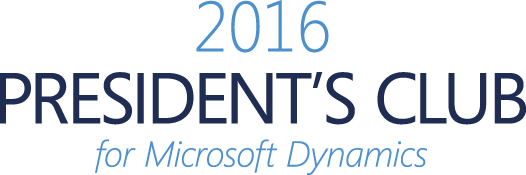 2016
PRESIDENT’S CLUB
for Microsoft Dynamics